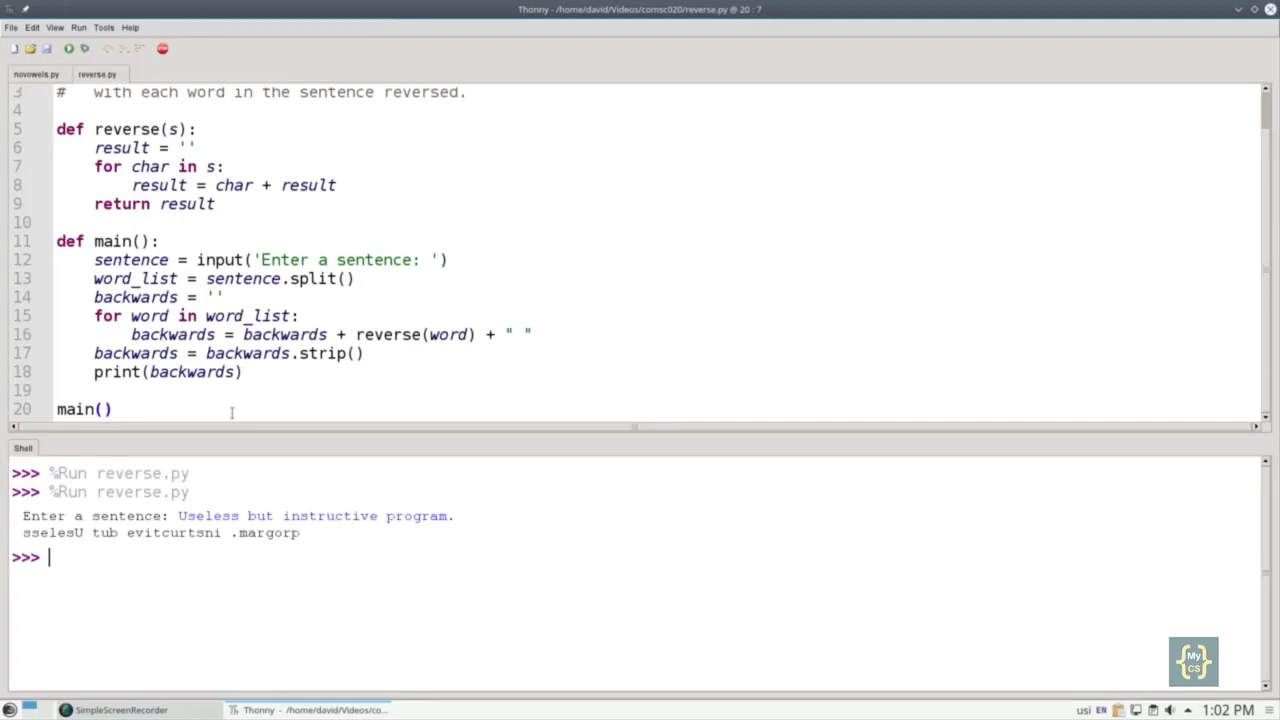 Thonny - /home/david/Videos/comsc020/reverse.py @ 20 : 7
File Edit View Run Tools Help
novowels.py reverse.py
3 #   with each word in the sentence reversed.
4
5 def reverse(s):
6     result = ''
7     for char in s:
8         result = char + result
9     return result
10
11 def main():
12     sentence = input('Enter a sentence: ')
13     word_list = sentence.split()
14     backwards = ''
15     for word in word_list:
16         backwards = backwards + reverse(word) + " "
17     backwards = backwards.strip()
18     print(backwards)
19
20 main()
Shell
>>> %Run reverse.py
>>> %Run reverse.py
Enter a sentence: Useless but instructive program.
sselesU tub evitcurtsni .margorp
>>>
{My CS}
SimpleScreenRecorder Thonny - /home/david/Videos/co... usi EN 1:02 PM